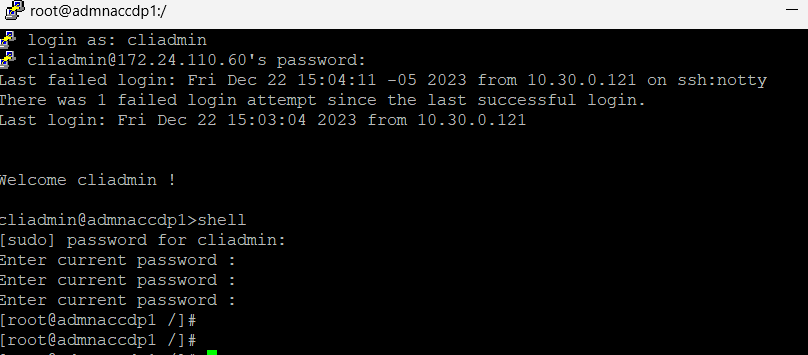 root@admnaccdp1:/
login as: cliadmin
cliadmin@172.24.110.60's password:
Last failed login: Fri Dec 22 15:04:11 -05 2023 from 10.30.0.121 on ssh:notty
There was 1 failed login attempt since the last successful login.
Last login: Fri Dec 22 15:03:04 2023 from 10.30.0.121
Welcome cliadmin !
cliadmin@admnaccdp1>shell
[sudo] password for cliadmin:
Enter current password :
Enter current password :
Enter current password :
[root@admnaccdp1 /]#
[root@admnaccdp1 /]#
[root@admnaccdp1 /]#